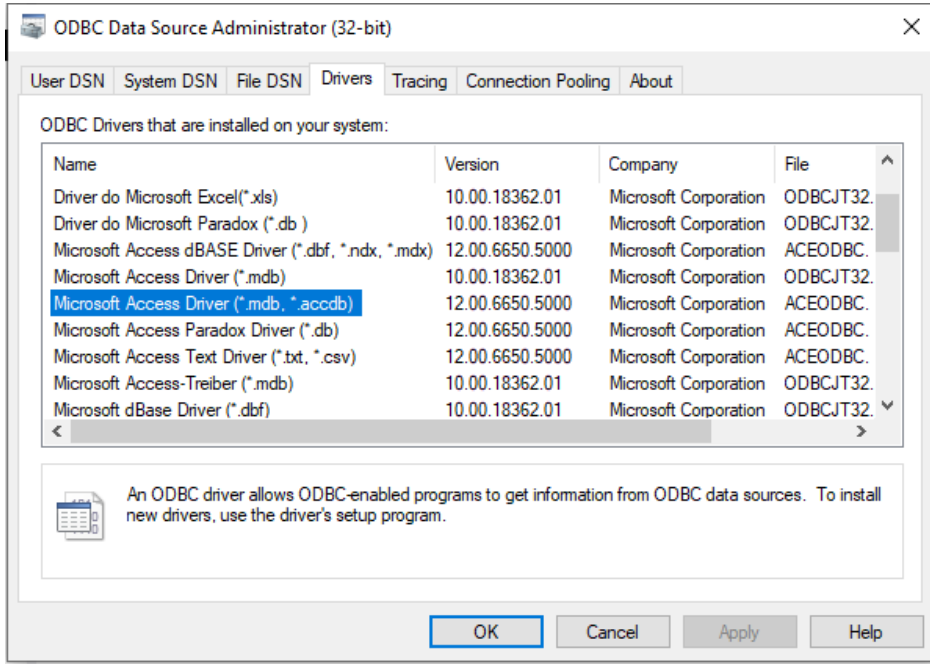 ODBC Data Source Administrator (32-bit)
User DSN System DSN File DSN Drivers Tracing Connection Pooling About
ODBC Drivers that are installed on your system:
Name Version Company File
Driver do Microsoft Excel(*.xls) 10.00.18362.01 Microsoft Corporation ODBCJT32.
Driver do Microsoft Paradox (*.db ) 10.00.18362.01 Microsoft Corporation ODBCJT32.
Microsoft Access dBASE Driver (*.dbf, *.ndx, *.mdx) 12.00.6650.5000 Microsoft Corporation ACEODBC.
Microsoft Access Driver (*.mdb) 10.00.18362.01 Microsoft Corporation ODBCJT32.
Microsoft Access Driver (*.mdb, *.accdb) 12.00.6650.5000 Microsoft Corporation ACEODBC.
Microsoft Access Paradox Driver (*.db) 12.00.6650.5000 Microsoft Corporation ACEODBC.
Microsoft Access Text Driver (*.txt, *.csv) 12.00.6650.5000 Microsoft Corporation ACEODBC.
Microsoft Access-Treiber (*.mdb) 10.00.18362.01 Microsoft Corporation ODBCJT32.
Microsoft dBase Driver (*.dbf) 10.00.18362.01 Microsoft Corporation ODBCJT32.
An ODBC driver allows ODBC-enabled programs to get information from ODBC data sources. To install
new drivers, use the driver's setup program.
OK Cancel Apply Help